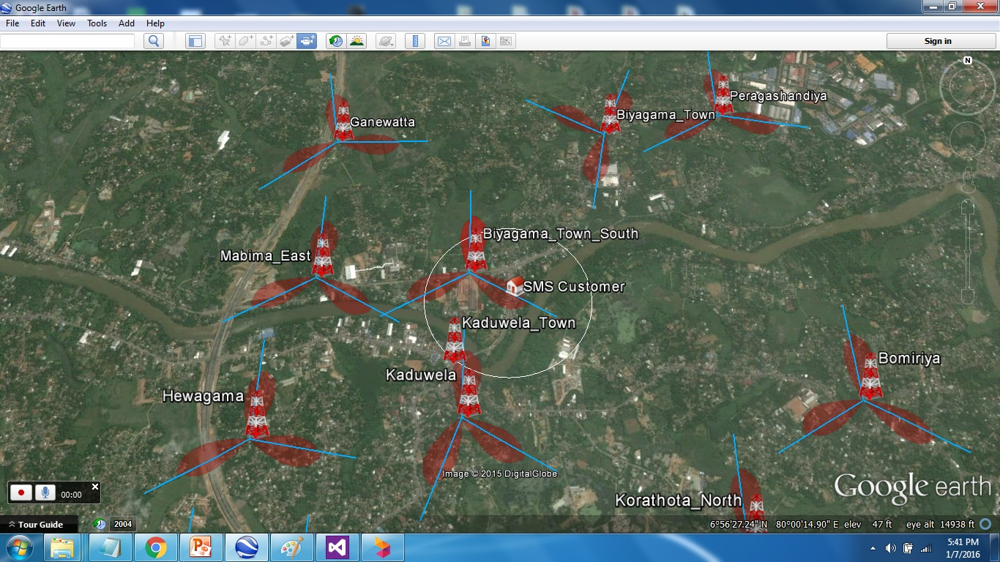 Google Earth
File Edit View Tools Add Help
Sign in
N
Peragashandiya
Biyagama_Town
Ganewatta
Biyagama_Town_South
Mabima_East
SMS Customer
Kaduwela_Town
Bomiriya
Kaduwela
Hewagama
Image © 2015 DigitalGlobe
Google earth
00:00
Korathota_North
Tour Guide
2004
6°56'27.24" N 80°00'14.90" E elev 47 ft eye alt 14938 ft
5:41 PM
1/7/2016